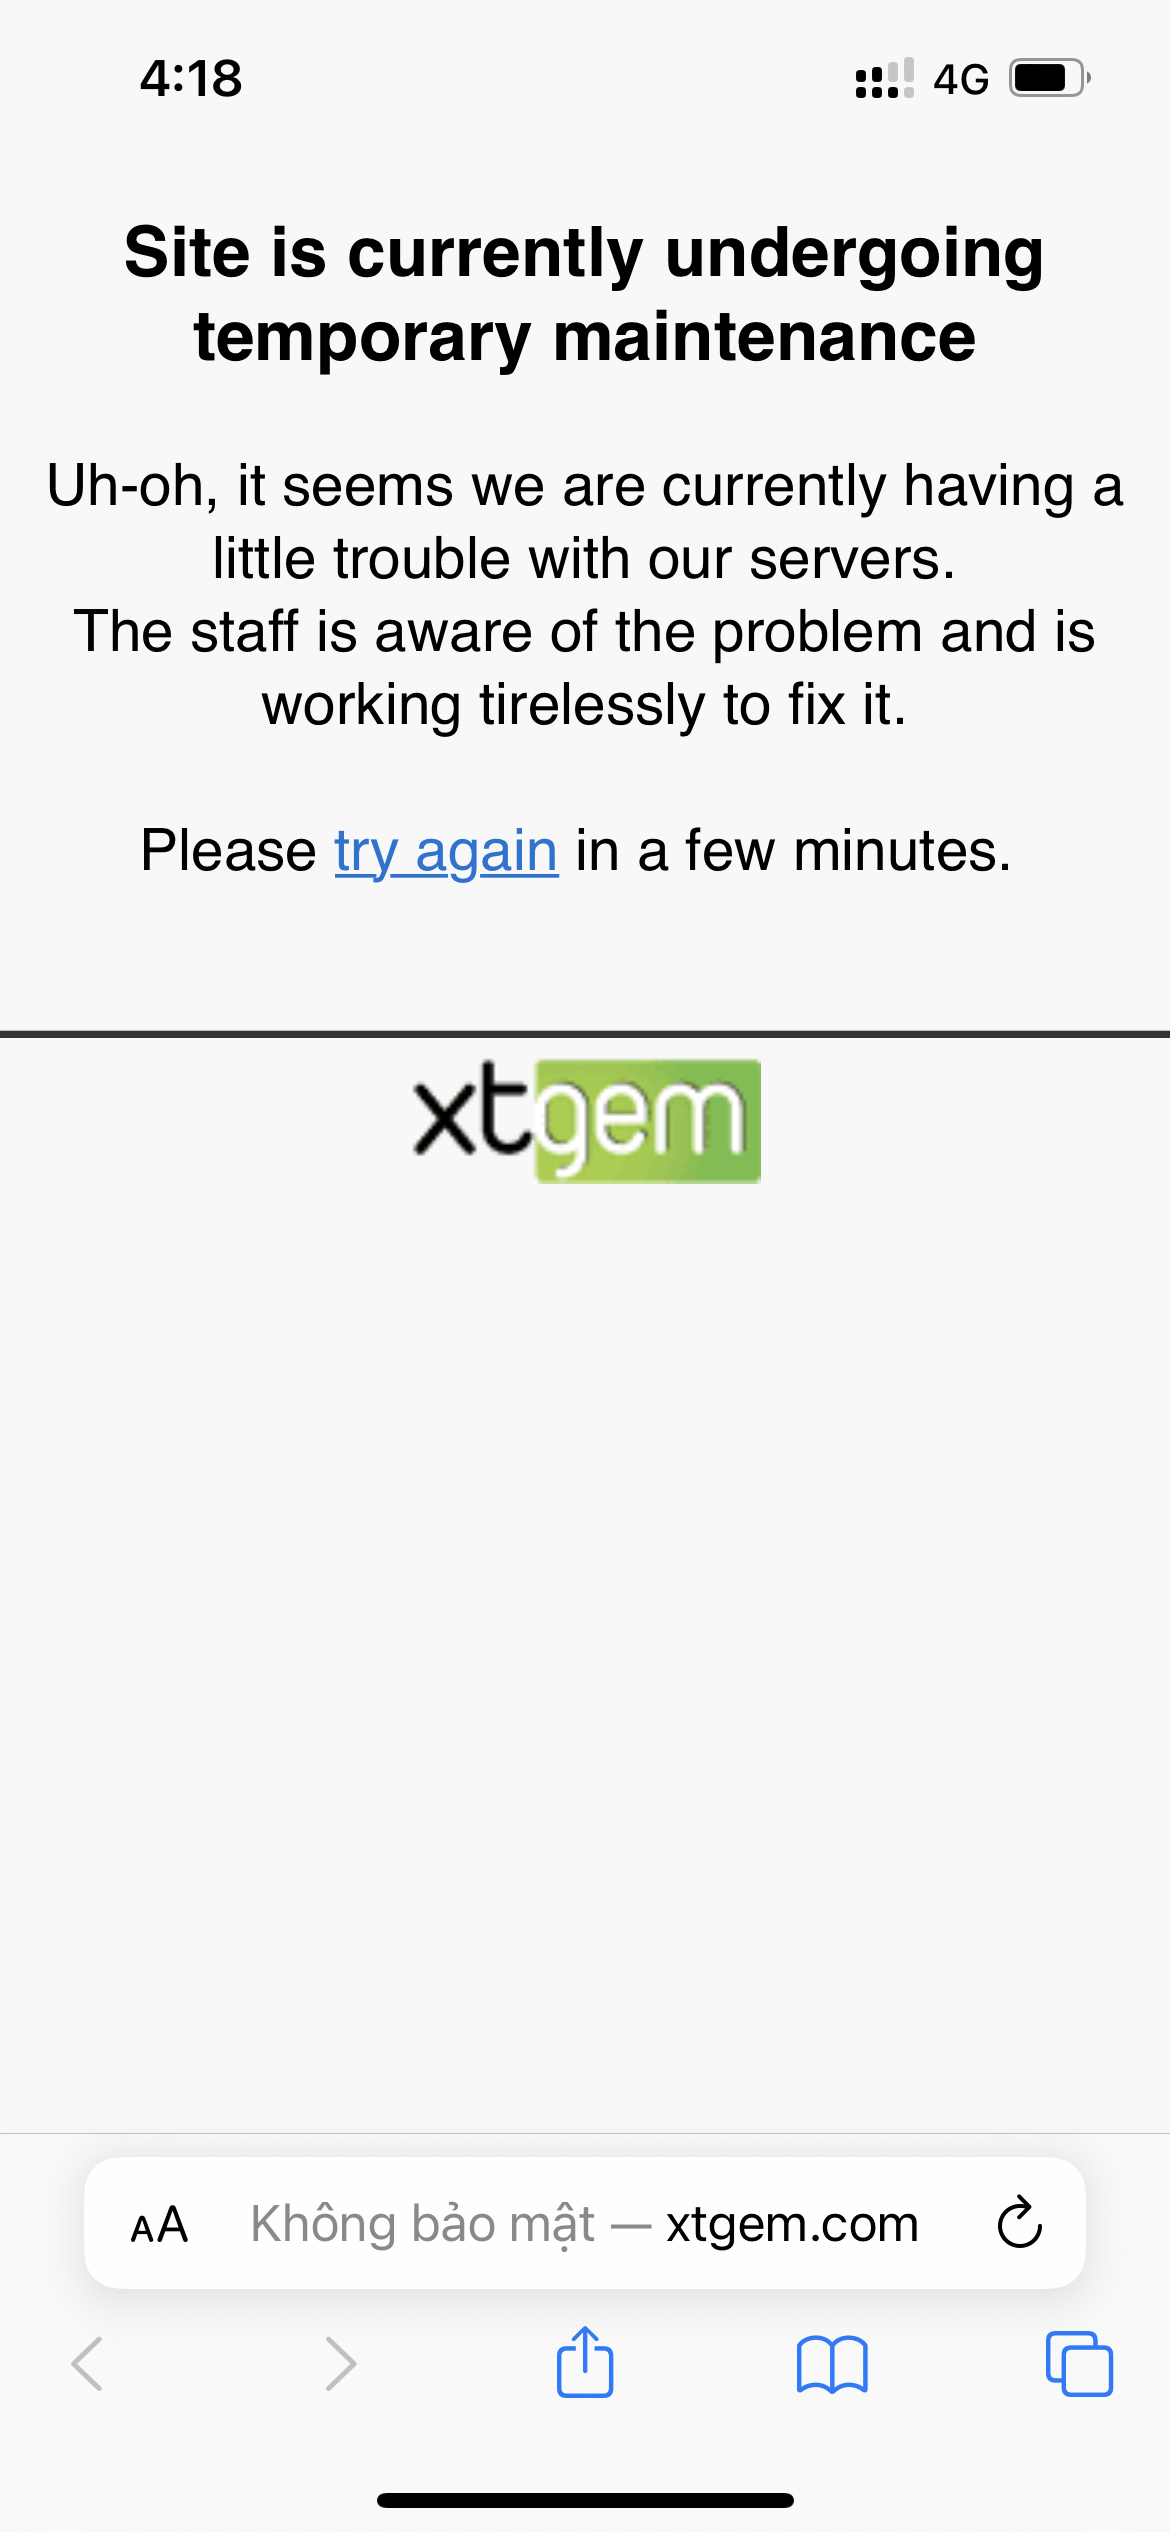 4:18
4G
Site is currently undergoing
temporary maintenance
Uh-oh, it seems we are currently having a
little trouble with our servers.
The staff is aware of the problem and is
working tirelessly to fix it.
Please try again in a few minutes.
xtgem
AA Không bảo mật — xtgem.com